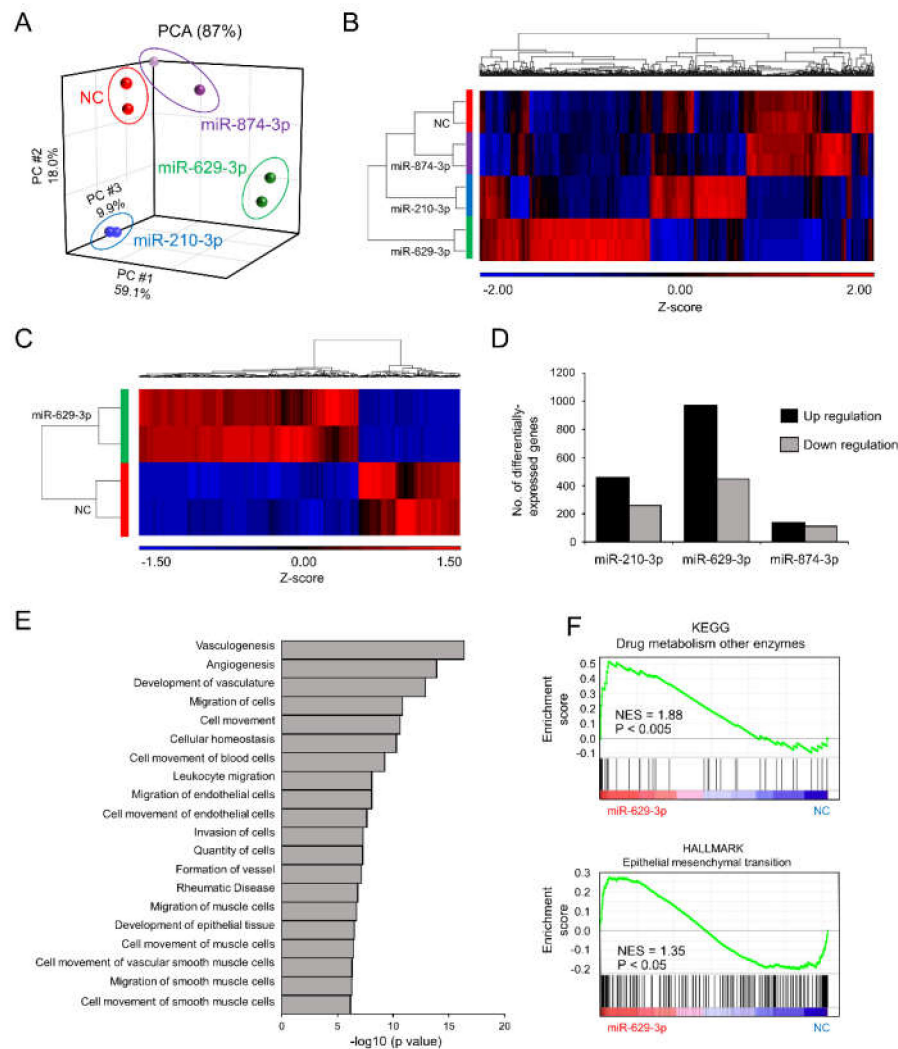 A
PCA (87%)
NC
miR-874-3p
miR-629-3p
miR-210-3p
PC #2
18.0%
PC #3
9.9%
PC #1
59.1%
B
NC
miR-874-3p
miR-210-3p
miR-629-3p
-2.00 0.00 2.00
Z-score
C
miR-629-3p
NC
-1.50 0.00 1.50
Z-score
D
No. of differentially-
expressed genes
1200
1000
800
600
400
200
0
Up regulation
Down regulation
miR-210-3p miR-629-3p miR-874-3p
E
Vasculogenesis
Angiogenesis
Development of vasculature
Migration of cells
Cell movement
Cellular homeostasis
Cell movement of blood cells
Leukocyte migration
Migration of endothelial cells
Cell movement of endothelial cells
Invasion of cells
Quantity of cells
Formation of vessel
Rheumatic Disease
Migration of muscle cells
Development of epithelial tissue
Cell movement of muscle cells
Cell movement of vascular smooth muscle cells
Migration of smooth muscle cells
Cell movement of smooth muscle cells
0 5 10 15 20
-log10 (p value)
F
KEGG
Drug metabolism other enzymes
Enrichment
score
0.5
0.4
0.3
0.2
0.1
0.0
-0.1
NES = 1.88
P < 0.005
miR-629-3p NC
HALLMARK
Epithelial mesenchymal transition
Enrichment
score
0.3
0.2
0.1
0.0
-0.1
-0.2
NES = 1.35
P < 0.05
miR-629-3p NC